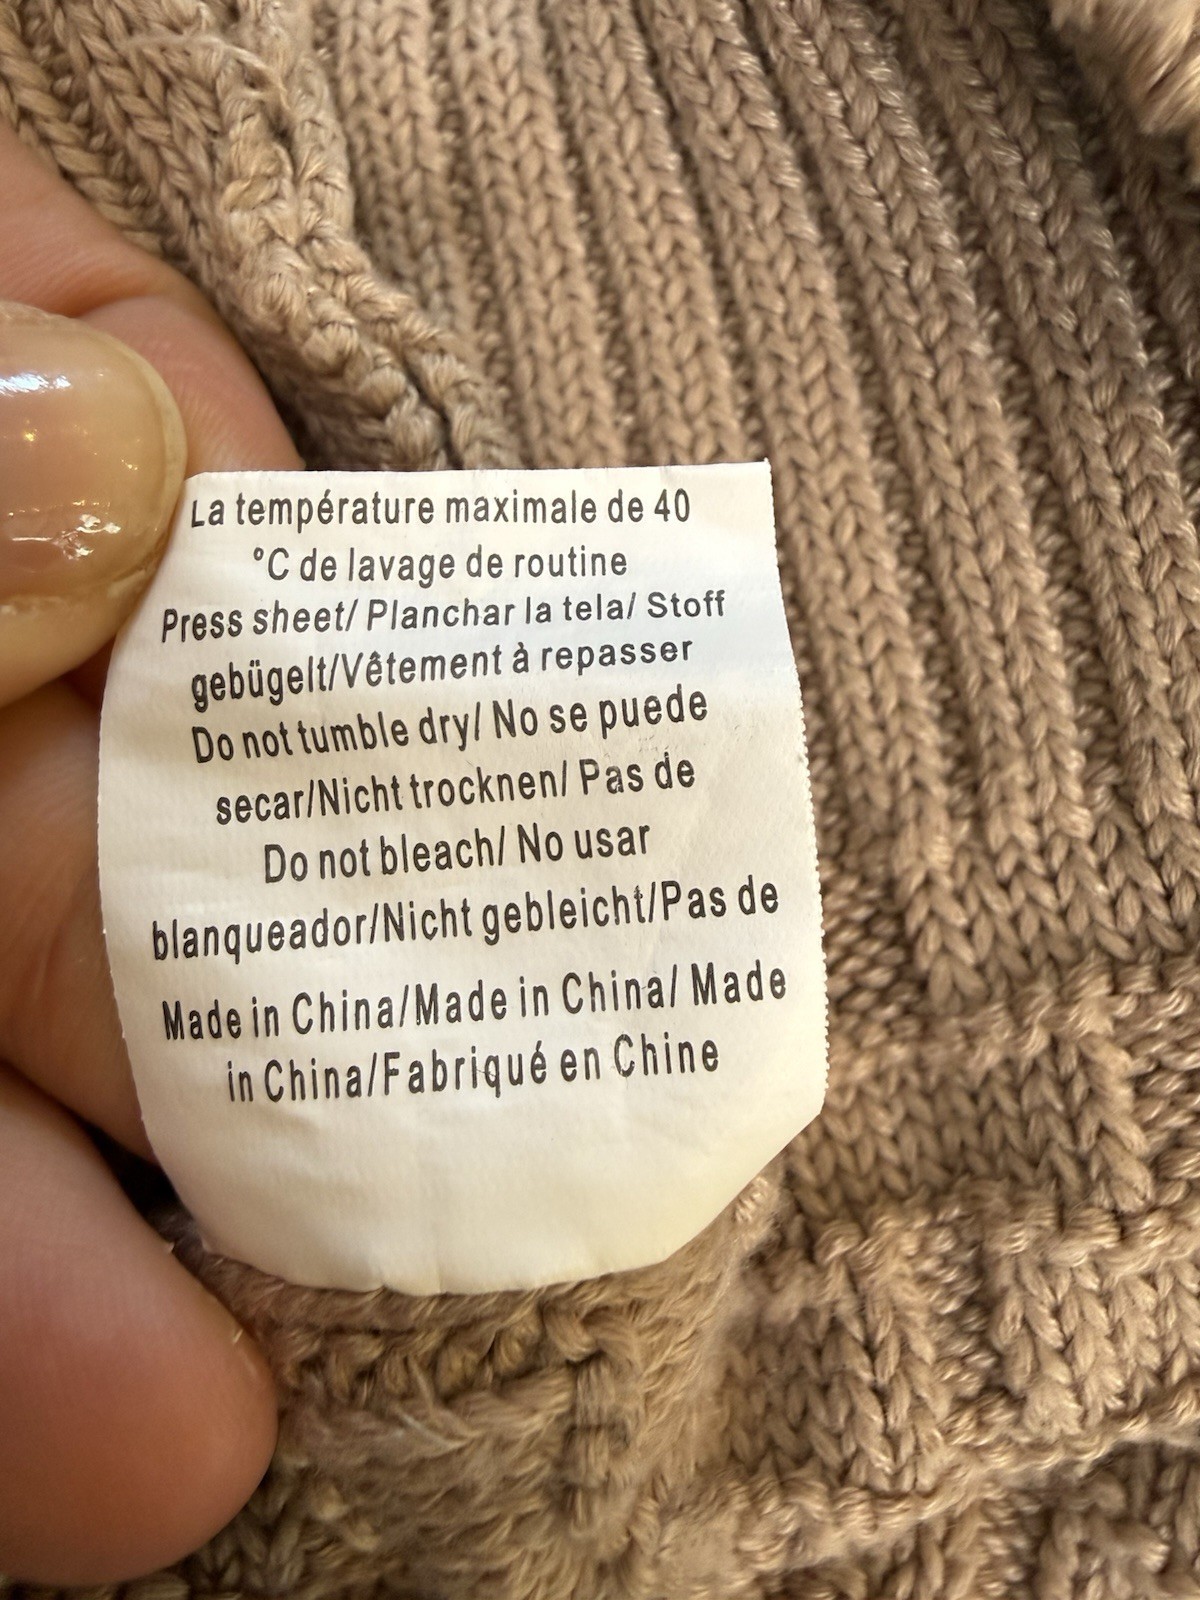 La température maximale de 40
°C de lavage de routine
Press sheet/ Planchar la tela/ Stoff
gebügelt/Vêtement à repasser
Do not tumble dry/ No se puede
secar/Nicht trocknen/ Pas de
Do not bleach/ No usar
blanqueador/Nicht gebleicht/Pas de
Made in China/Made in China/ Made
in China/Fabriqué en Chine